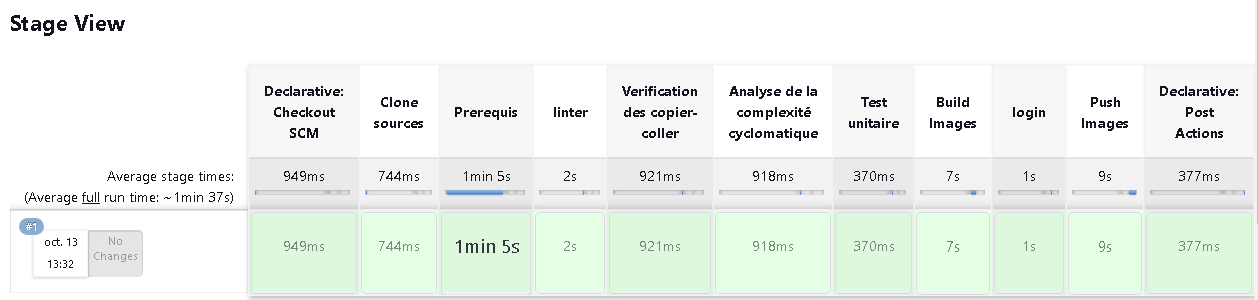 Stage View
Declarative:
Checkout
SCM
Clone
sources
Prerequis
linter
Verification
des copier-
coller
Analyse de la
complexité
cyclomatique
Test
unitaire
Build
Images
login
Push
Images
Declarative:
Post
Actions
Average stage times:
(Average full run time: ~1min 37s)
949ms
744ms
1min 5s
2s
921ms
918ms
370ms
7s
1s
9s
377ms
#1
oct. 13
13:32
No
Changes
949ms
744ms
1min 5s
2s
921ms
918ms
370ms
7s
1s
9s
377ms